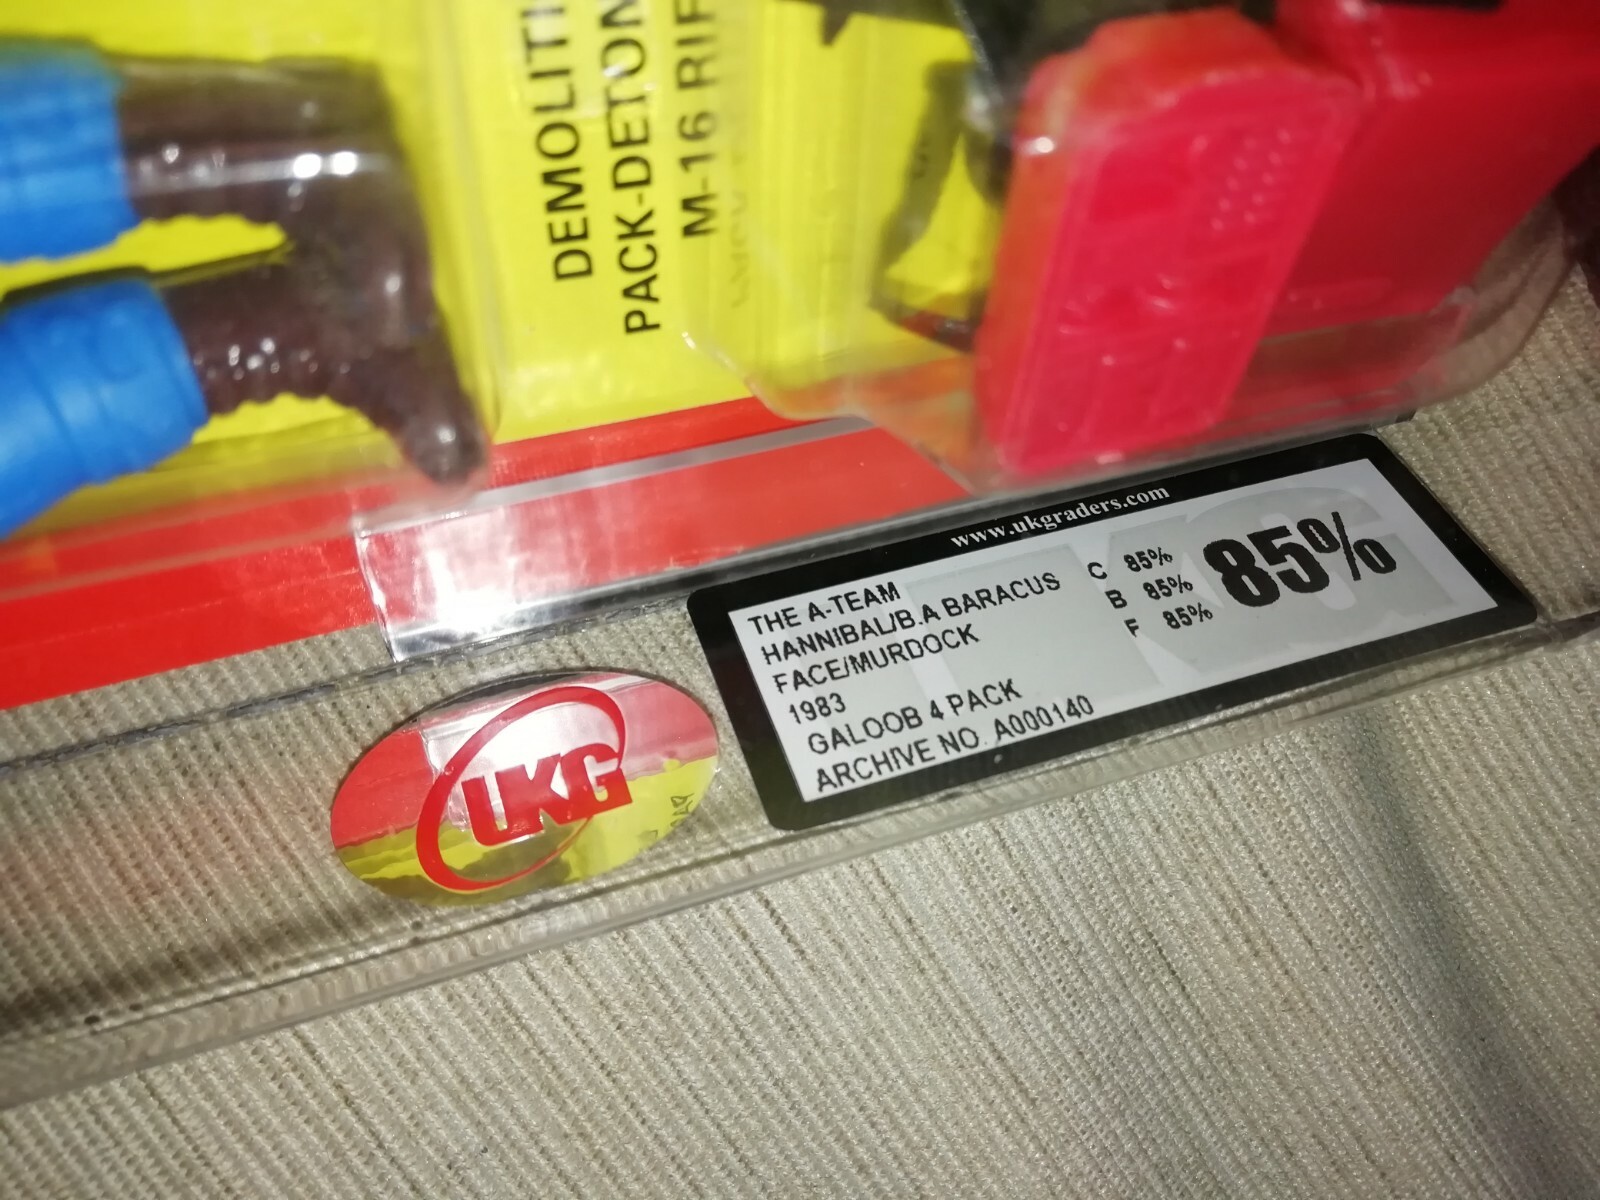 DEMOLITI
PACK-DETON
M-16 RIF
www.ukgraders.com
THE A-TEAM
HANNIBAL/B.A BARACUS
FACE/MURDOCK
1983
GALOOB 4 PACK
ARCHIVE NO. A000140
C 85%
B 85%
F 85%
85%
UKG